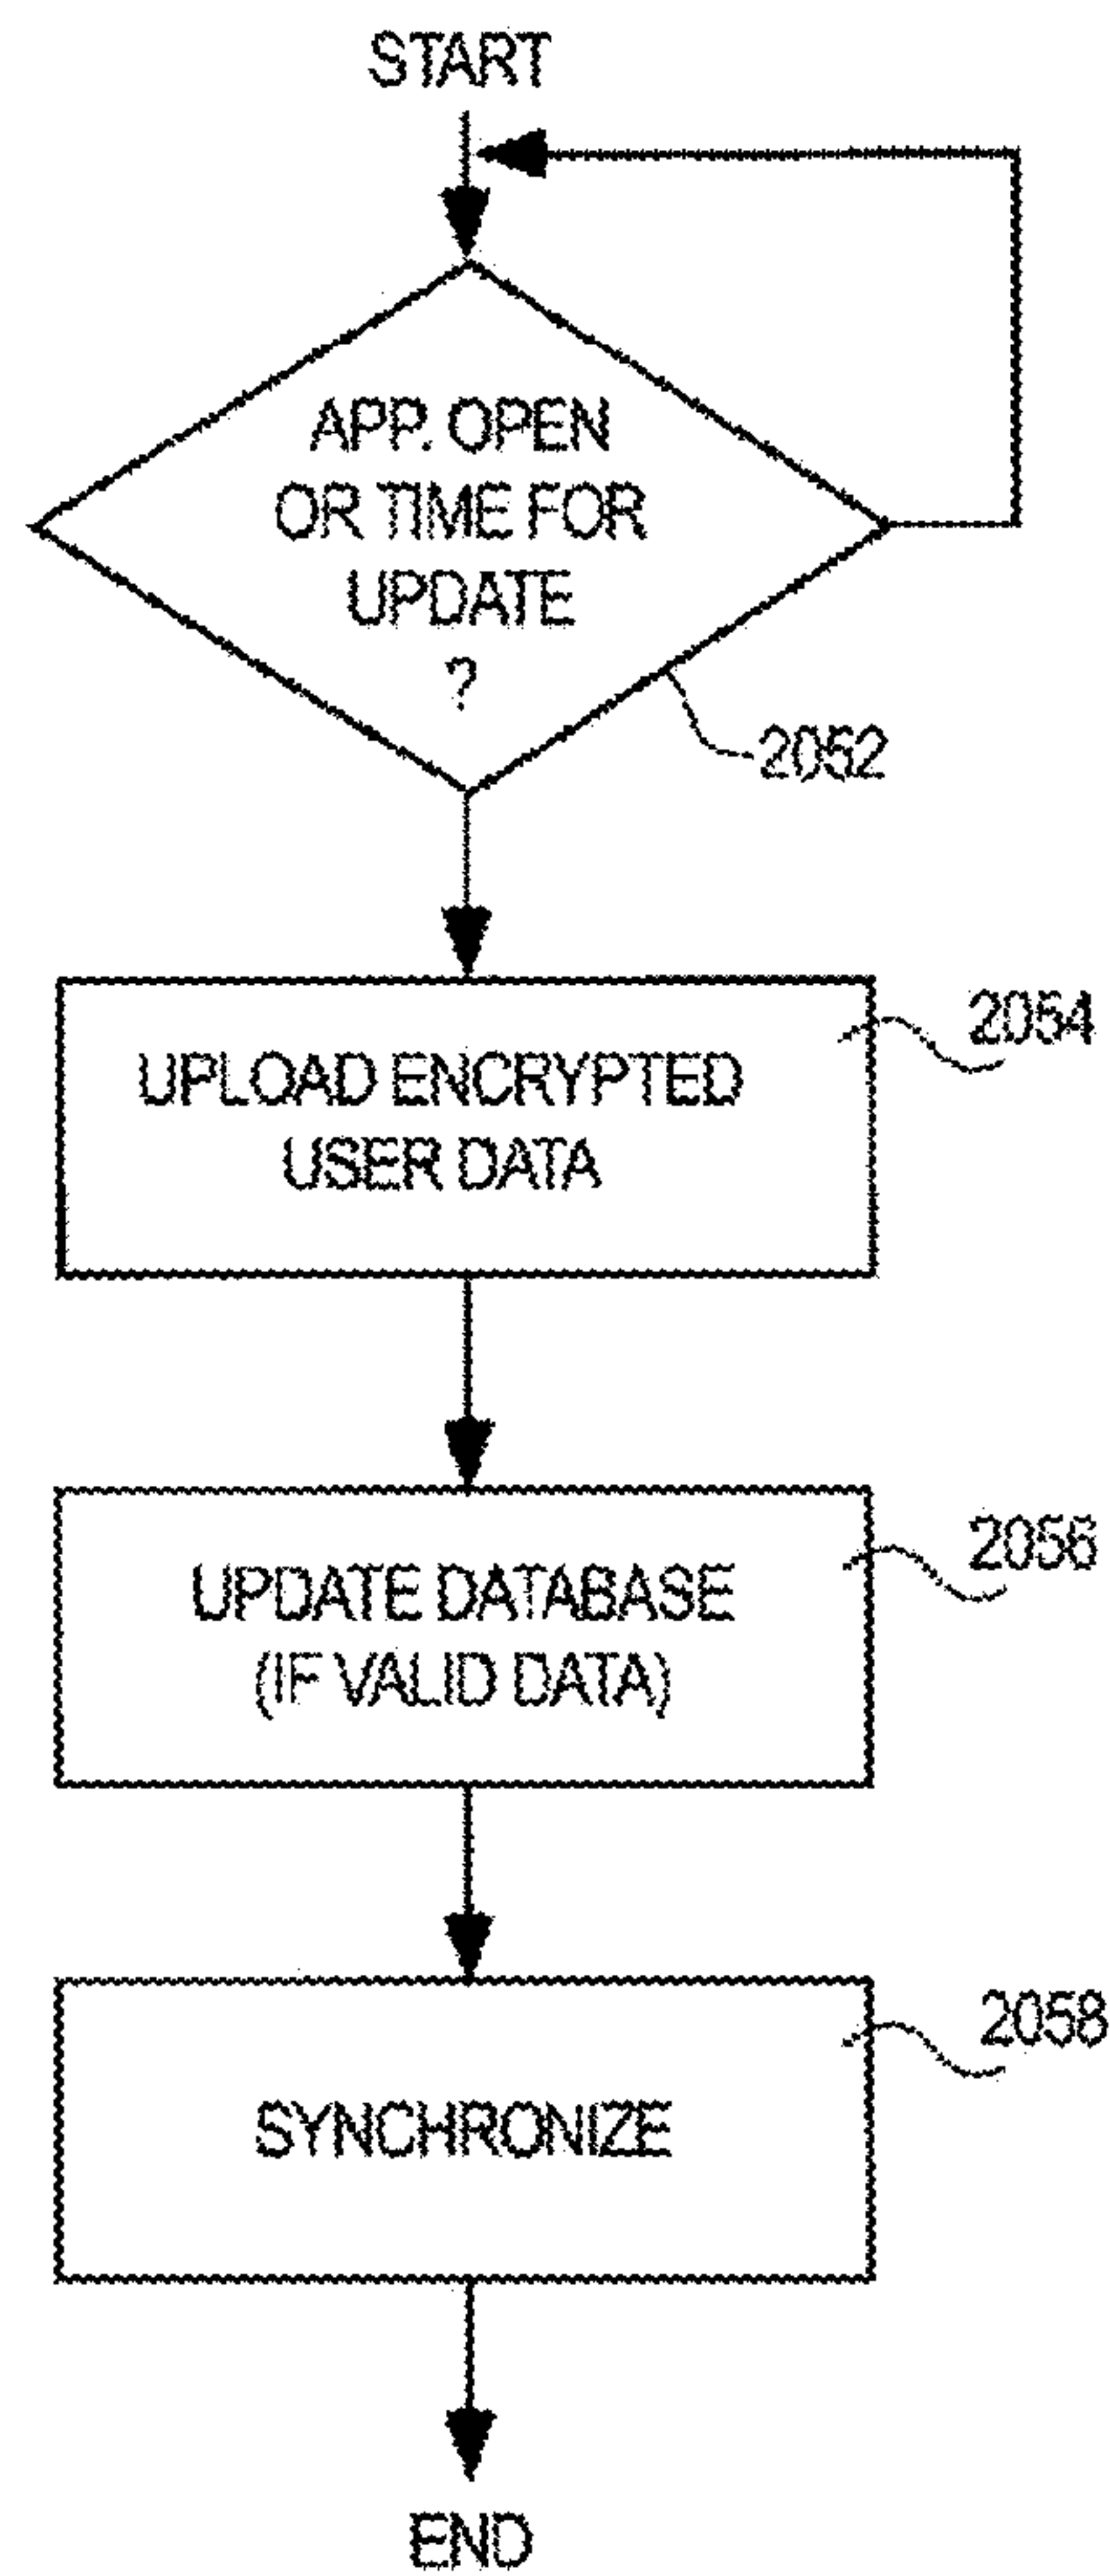 START
APP. OPEN
OR TIME FOR
UPDATE
?
2052
2054
UPLOAD ENCRYPTED
USER DATA
2056
UPDATE DATABASE
(IF VALID DATA)
2058
SYNCHRONIZE
END